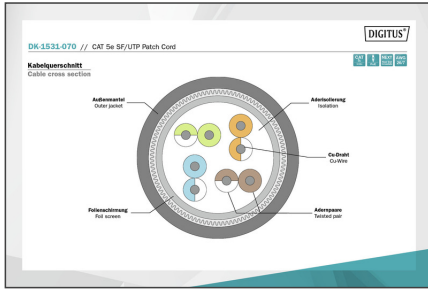 DIGITUS®
DK-1531-070 // CAT 5e SF/UTP Patch Cord
Kabelquerschnitt
Cable cross section
Außenmantel
Outer jacket
Aderisolierung
Isolation
Cu-Draht
Cu-Wire
Folienschirmung
Foil screen
Adernpaare
Twisted pair